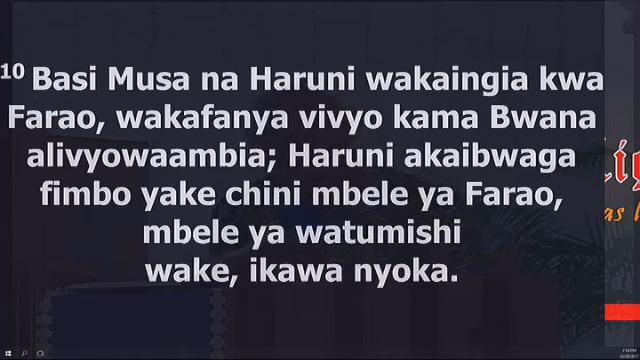 10 Basi Musa na Haruni wakaingia kwa
Farao, wakafanya vivyo kama Bwana
alivyowaambia; Haruni akaibwaga
fimbo yake chini mbele ya Farao,
mbele ya watumishi
wake, ikawa nyoka.